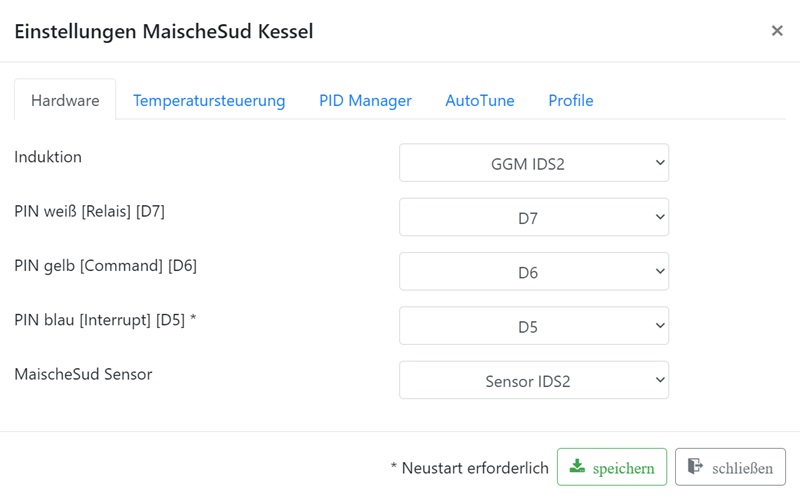 Einstellungen MaischeSud Kessel ×
Hardware Temperatursteuerung PID Manager AutoTune Profile
Induktion GGM IDS2
PIN weiß [Relais] [D7] D7
PIN gelb [Command] [D6] D6
PIN blau [Interrupt] [D5] * D5
MaischeSud Sensor Sensor IDS2
* Neustart erforderlich speichern schließen